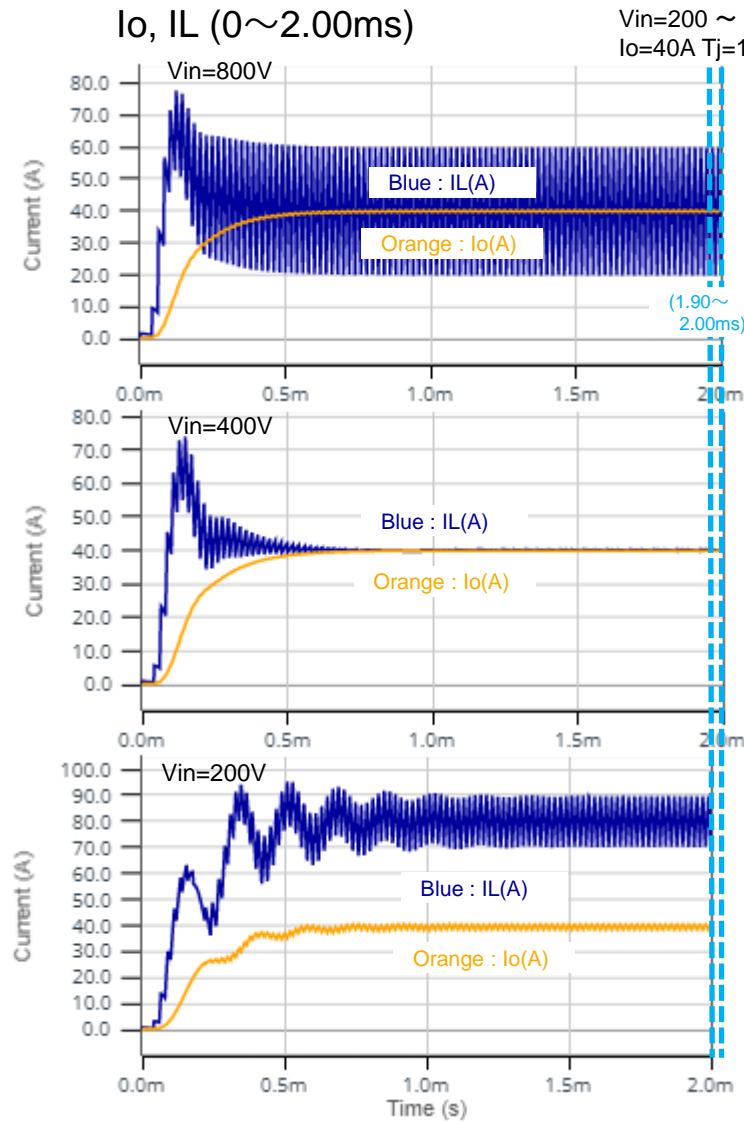 Io, IL (0～2.00ms)
Vin=200 ～
Io=40A Tj=1
Vin=800V
80.0
70.0
60.0
50.0
40.0
30.0
20.0
10.0
0.0
Current (A)
Blue : IL(A)
Orange : Io(A)
(1.90～
2.00ms)
0.0m
0.5m
1.0m
1.5m
2.0m
Vin=400V
80.0
70.0
60.0
50.0
40.0
30.0
20.0
10.0
0.0
Current (A)
Blue : IL(A)
Orange : Io(A)
0.0m
0.5m
1.0m
1.5m
2.0m
Vin=200V
100.0
90.0
80.0
70.0
60.0
50.0
40.0
30.0
20.0
10.0
0.0
Current (A)
Blue : IL(A)
Orange : Io(A)
0.0m
0.5m
1.0m
1.5m
2.0m
Time (s)